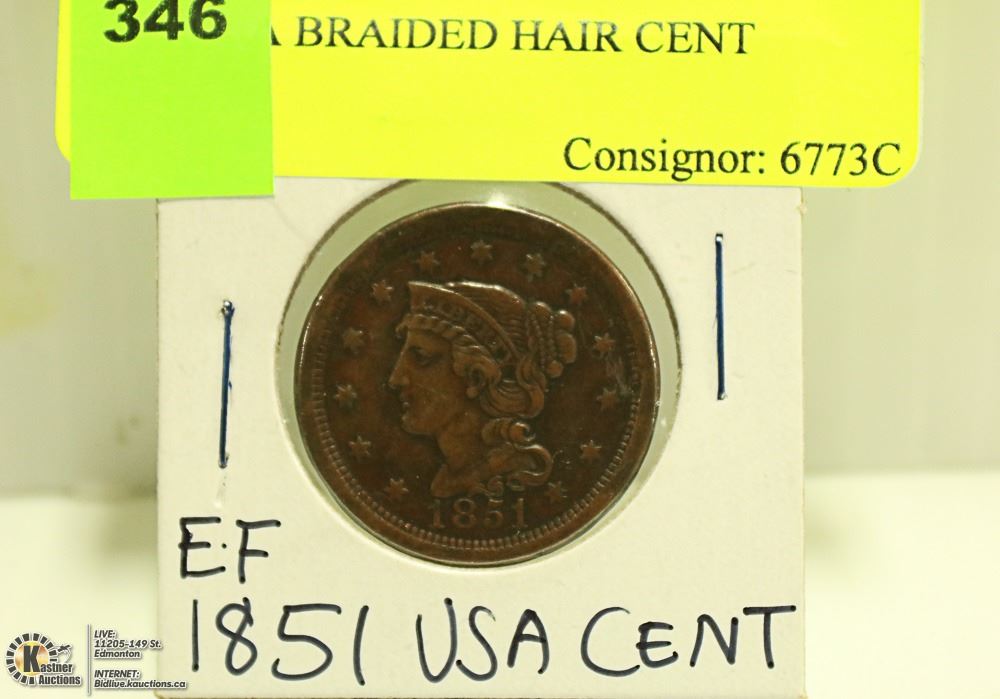 346
A BRAIDED HAIR CENT
Consignor: 6773C
1851
E.F
1851 USA CENT
Kastner
Auctions
LIVE:
11205-149 St.
Edmonton
INTERNET:
Bidlive.kauctions.ca